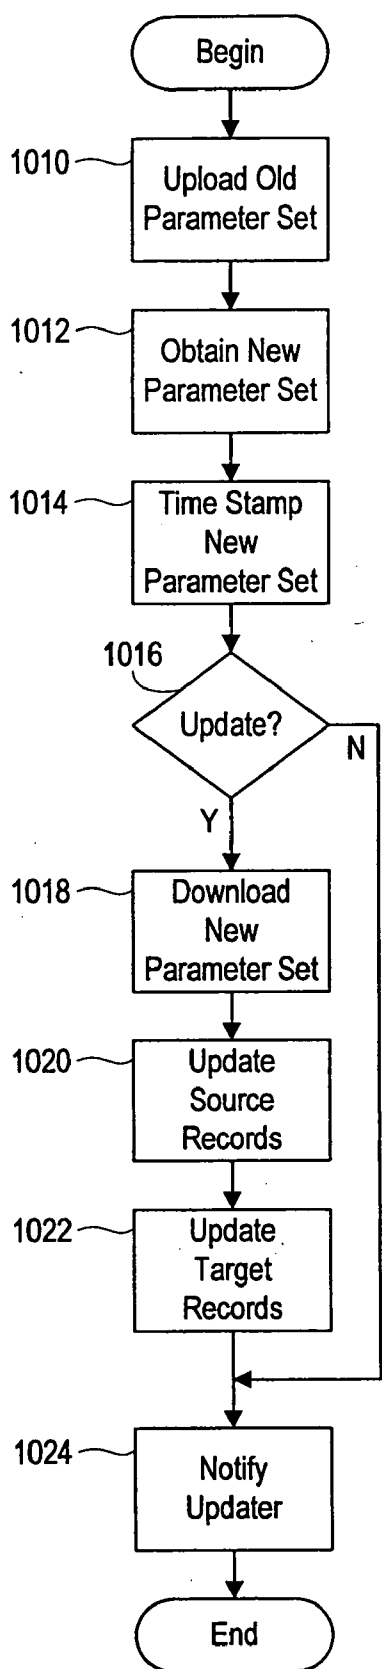 Begin
1010
Upload Old
Parameter Set
1012
Obtain New
Parameter Set
1014
Time Stamp
New
Parameter Set
1016
Update?
N
Y
1018
Download
New
Parameter Set
1020
Update
Source
Records
1022
Update
Target
Records
1024
Notify
Updater
End